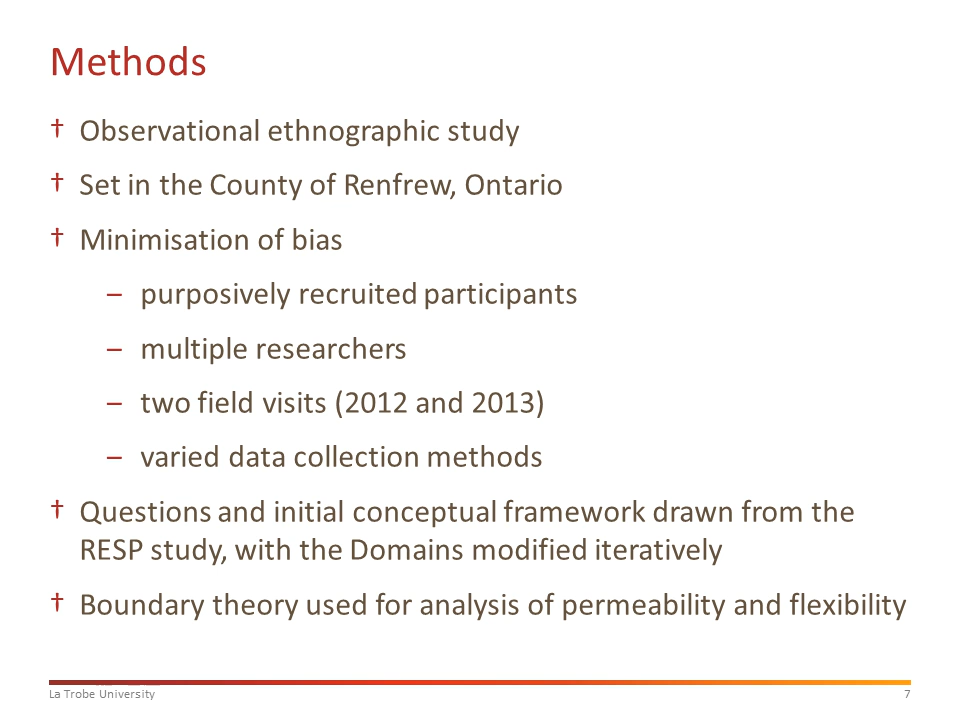 Methods
† Observational ethnographic study
† Set in the County of Renfrew, Ontario
† Minimisation of bias
– purposively recruited participants
– multiple researchers
– two field visits (2012 and 2013)
– varied data collection methods
† Questions and initial conceptual framework drawn from the
RESP study, with the Domains modified iteratively
† Boundary theory used for analysis of permeability and flexibility
La Trobe University 7